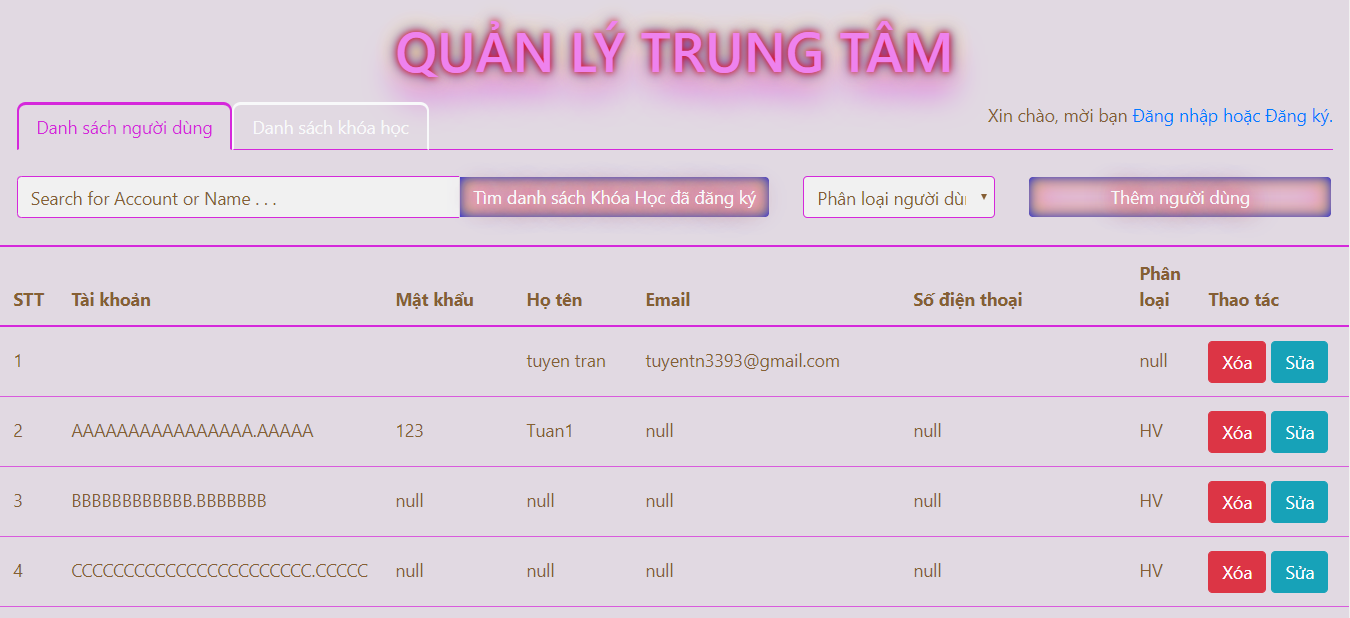 QUẢN LÝ TRUNG TÂM
Danh sách người dùng
Danh sách khóa học
Xin chào, mời bạn Đăng nhập hoặc Đăng ký.
Search for Account or Name . . .
Tìm danh sách Khóa Học đã đăng ký
Phân loại người dù
Thêm người dùng
STT Tài khoản Mật khẩu Họ tên Email Số điện thoại Phân loại Thao tác
1 tuyen tran tuyentn3393@gmail.com null Xóa Sửa
2 AAAAAAAAAAAAAAAA.AAAAA 123 Tuan1 null null HV Xóa Sửa
3 BBBBBBBBBBBB.BBBBBBB null null null null HV Xóa Sửa
4 CCCCCCCCCCCCCCCCCCCCCCC.CCCCC null null null null HV Xóa Sửa